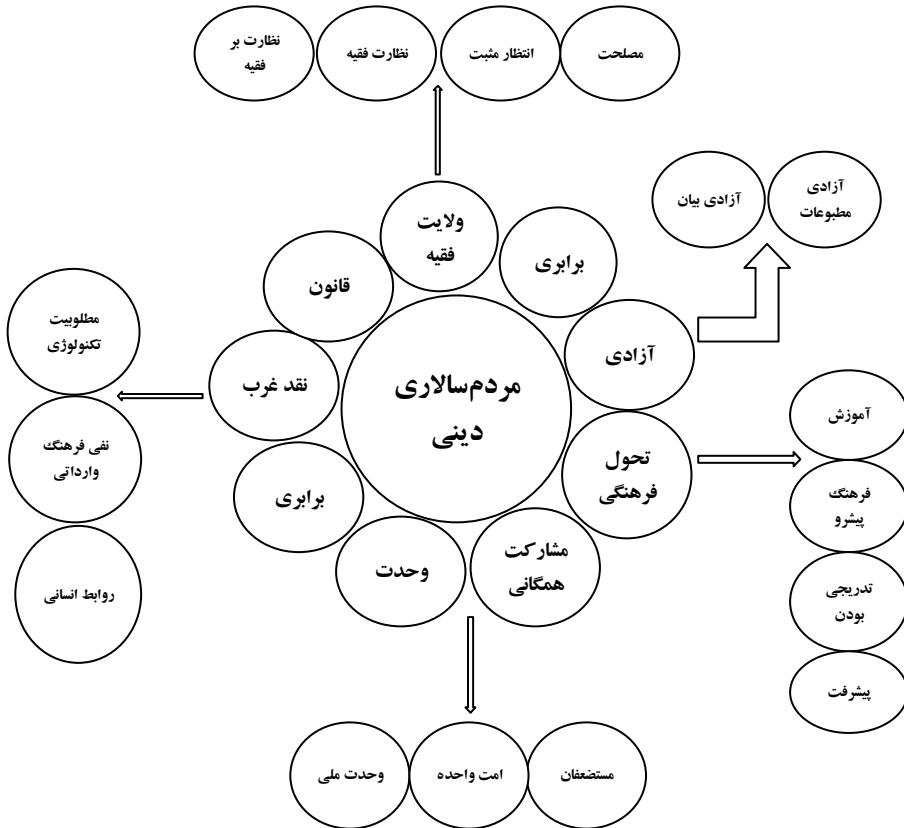 مصلحت
انتظار مثبت
نظارت فقیه
نظارت بر
فقیه
آزادی
مطبوعات
آزادی بیان
ولایت
فقیه
برابری
قانون
آزادی
مردم‌سالاری
دینی
نقد غرب
مطلوبیت
تکنولوژی
نفی فرهنگ
وارداتی
روابط انسانی
تحول
فرهنگی
آموزش
فرهنگ
پیشرو
تدریجی
بودن
پیشرفت
برابری
مشارکت
همگانی
وحدت
مستضعفان
امت واحده
وحدت ملی